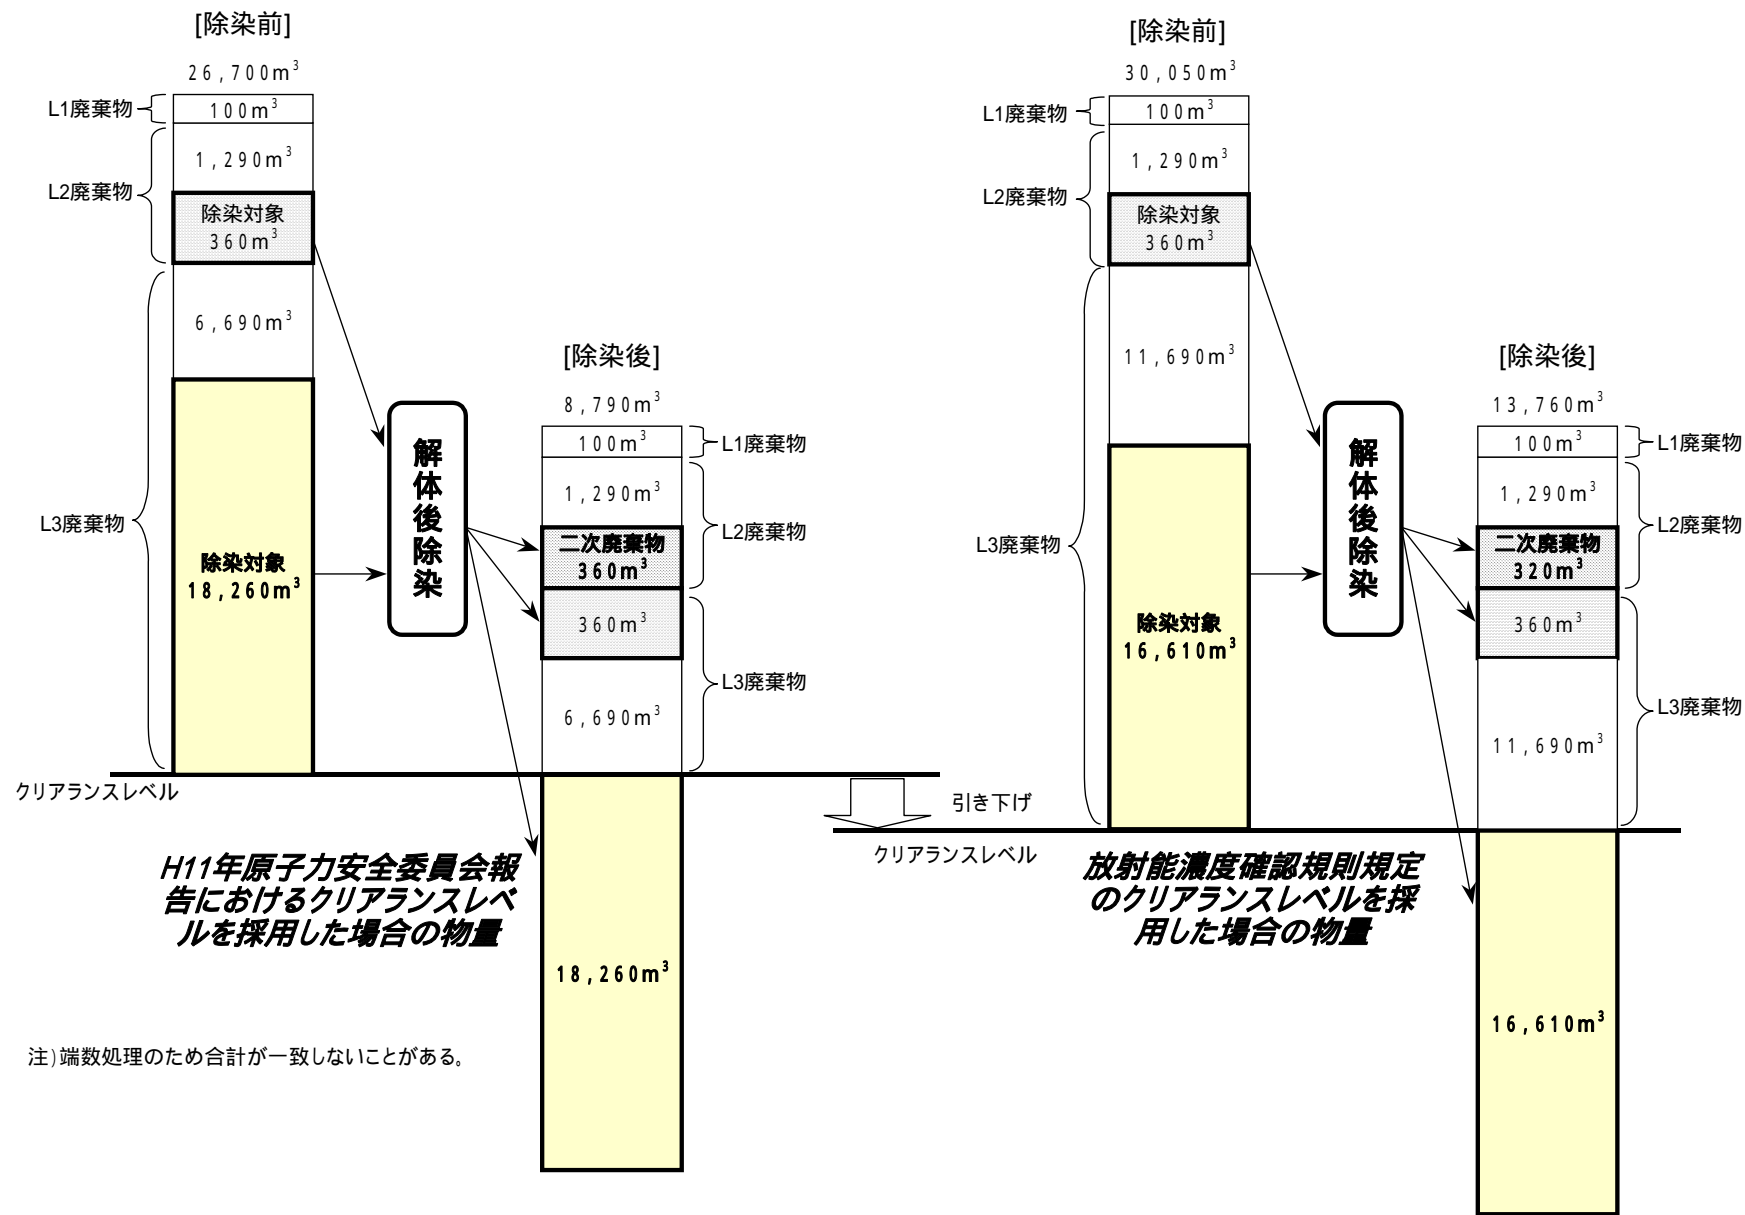 [除染前]
26,700m³
L1廃棄物
100m³
1,290m³
L2廃棄物
除染対象
360m³
6,690m³
L3廃棄物
除染対象
18,260m³
解体後除染
[除染後]
8,790m³
100m³
L1廃棄物
1,290m³
L2廃棄物
二次廃棄物
360m³
360m³
L3廃棄物
6,690m³
クリアランスレベル
H11年原子力安全委員会報
告におけるクリアランスレベ
ルを採用した場合の物量
18,260m³
注)端数処理のため合計が一致しないことがある。
[除染前]
30,050m³
L1廃棄物
100m³
1,290m³
L2廃棄物
除染対象
360m³
11,690m³
L3廃棄物
除染対象
16,610m³
解体後除染
[除染後]
13,760m³
100m³
L1廃棄物
1,290m³
L2廃棄物
二次廃棄物
320m³
360m³
L3廃棄物
11,690m³
引き下げ
クリアランスレベル
放射能濃度確認規則規定
のクリアランスレベルを採
用した場合の物量
16,610m³